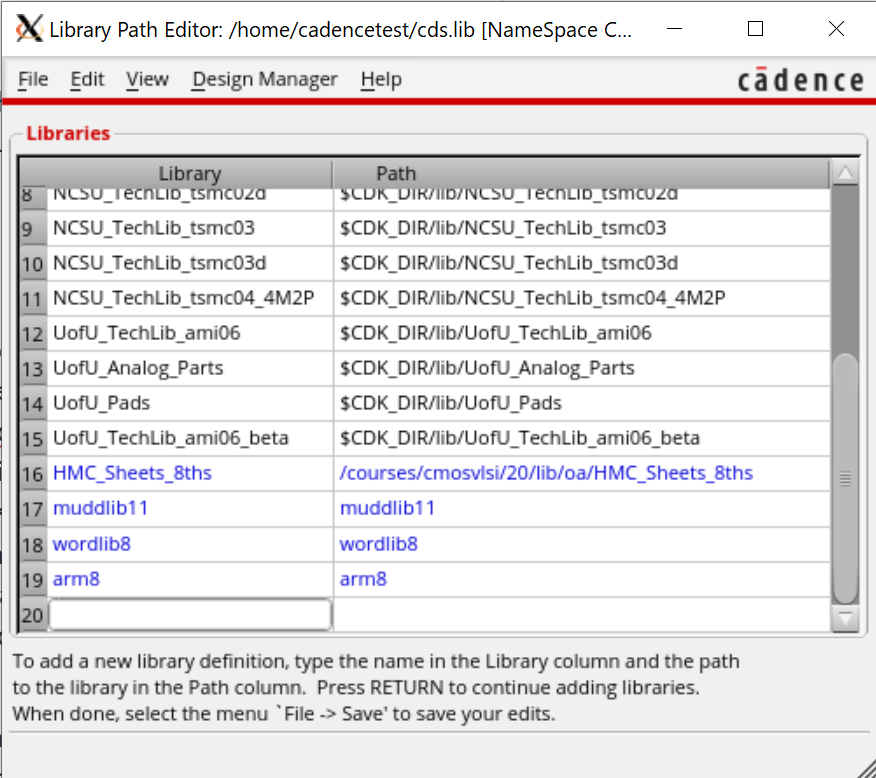 Library Path Editor: /home/cadencetest/cds.lib [NameSpace C...
File Edit View Design Manager Help
cādence
Libraries
Library Path
8 NCSU_TechLib_tsmc02d $CDK_DIR/lib/NCSU_TechLib_tsmc02d
9 NCSU_TechLib_tsmc03 $CDK_DIR/lib/NCSU_TechLib_tsmc03
10 NCSU_TechLib_tsmc03d $CDK_DIR/lib/NCSU_TechLib_tsmc03d
11 NCSU_TechLib_tsmc04_4M2P $CDK_DIR/lib/NCSU_TechLib_tsmc04_4M2P
12 UofU_TechLib_ami06 $CDK_DIR/lib/UofU_TechLib_ami06
13 UofU_Analog_Parts $CDK_DIR/lib/UofU_Analog_Parts
14 UofU_Pads $CDK_DIR/lib/UofU_Pads
15 UofU_TechLib_ami06_beta $CDK_DIR/lib/UofU_TechLib_ami06_beta
16 HMC_Sheets_8ths /courses/cmosvlsi/20/lib/oa/HMC_Sheets_8ths
17 muddlib11 muddlib11
18 wordlib8 wordlib8
19 arm8 arm8
20
To add a new library definition, type the name in the Library column and the path
to the library in the Path column.  Press RETURN to continue adding libraries.
When done, select the menu `File -> Save' to save your edits.